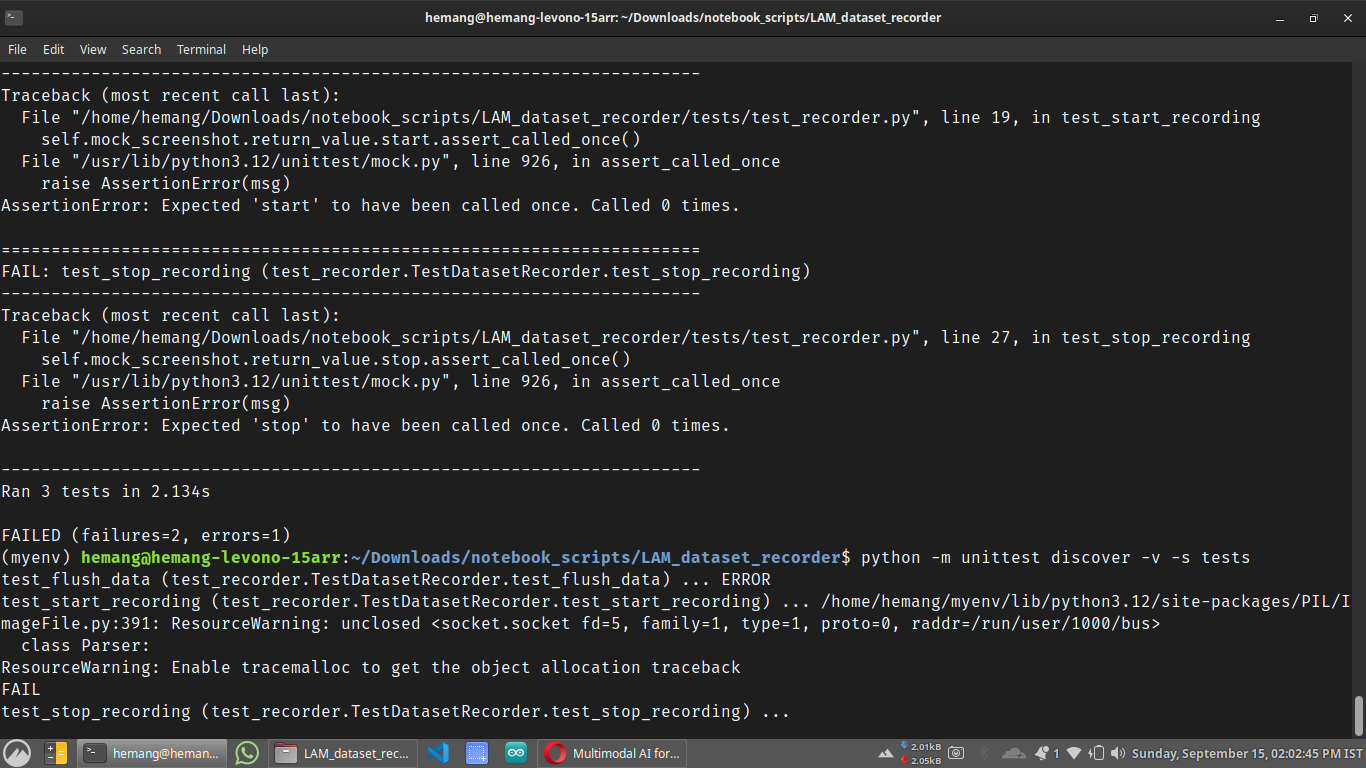 hemang@hemang-levono-15arr: ~/Downloads/notebook_scripts/LAM_dataset_recorder
File Edit View Search Terminal Help
----------------------------------------------------------------------
Traceback (most recent call last):
  File "/home/hemang/Downloads/notebook_scripts/LAM_dataset_recorder/tests/test_recorder.py", line 19, in test_start_recording
    self.mock_screenshot.return_value.start.assert_called_once()
  File "/usr/lib/python3.12/unittest/mock.py", line 926, in assert_called_once
    raise AssertionError(msg)
AssertionError: Expected 'start' to have been called once. Called 0 times.
======================================================================
FAIL: test_stop_recording (test_recorder.TestDatasetRecorder.test_stop_recording)
----------------------------------------------------------------------
Traceback (most recent call last):
  File "/home/hemang/Downloads/notebook_scripts/LAM_dataset_recorder/tests/test_recorder.py", line 27, in test_stop_recording
    self.mock_screenshot.return_value.stop.assert_called_once()
  File "/usr/lib/python3.12/unittest/mock.py", line 926, in assert_called_once
    raise AssertionError(msg)
AssertionError: Expected 'stop' to have been called once. Called 0 times.
----------------------------------------------------------------------
Ran 3 tests in 2.134s
FAILED (failures=2, errors=1)
(myenv) hemang@hemang-levono-15arr:~/Downloads/notebook_scripts/LAM_dataset_recorder$ python -m unittest discover -v -s tests
test_flush_data (test_recorder.TestDatasetRecorder.test_flush_data) ... ERROR
test_start_recording (test_recorder.TestDatasetRecorder.test_start_recording) ... /home/hemang/myenv/lib/python3.12/site-packages/PIL/I
mageFile.py:391: ResourceWarning: unclosed <socket.socket fd=5, family=1, type=1, proto=0, raddr=/run/user/1000/bus>
  class Parser:
ResourceWarning: Enable tracemalloc to get the object allocation traceback
FAIL
test_stop_recording (test_recorder.TestDatasetRecorder.test_stop_recording) ...
hemang@heman... LAM_dataset_rec... Multimodal AI for... 2.01kB 1 Sunday, September 15, 02:02:45 PM IST
2.05kB